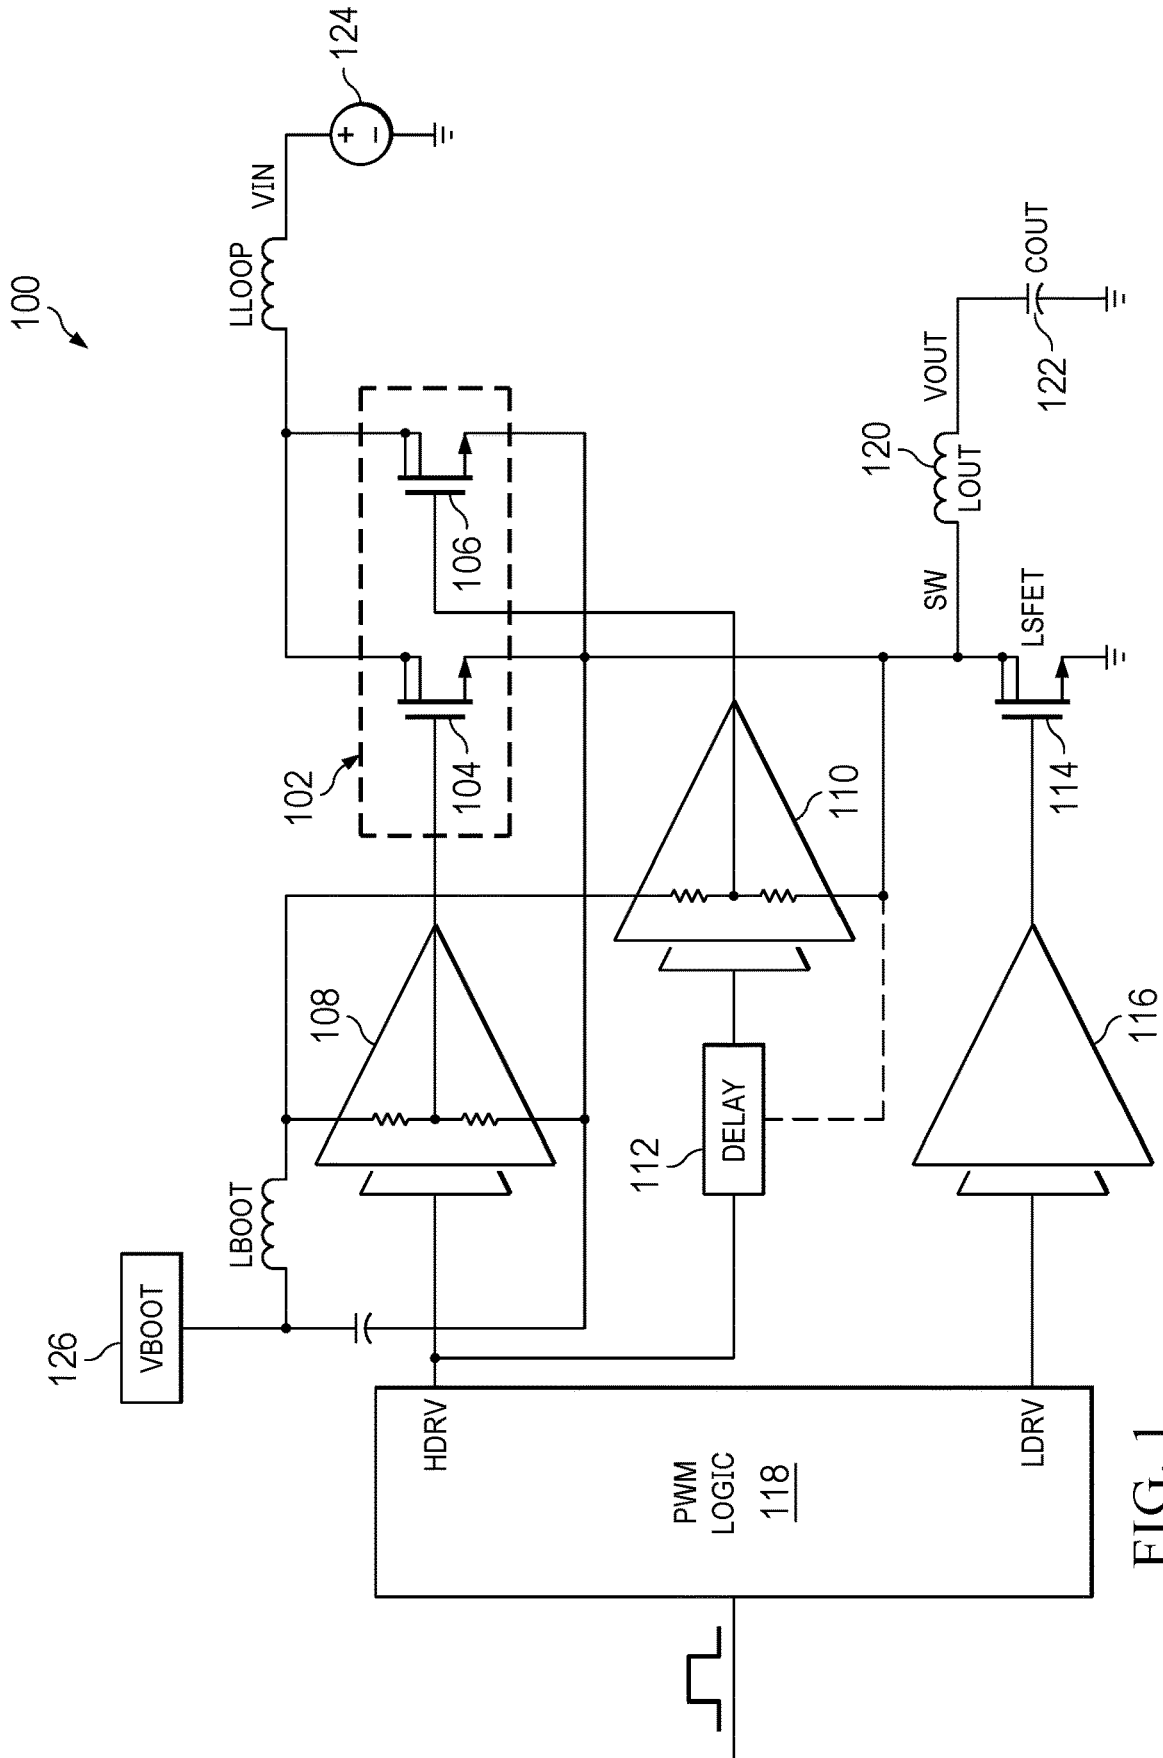 100
126
VBOOT
LBOOT
LLOOP
VIN
124
102
104
106
108
110
HDRV
PWM
LOGIC
118
LDRV
112
DELAY
116
114
LSFET
SW
120
LOUT
VOUT
122
COUT
FIG. 1